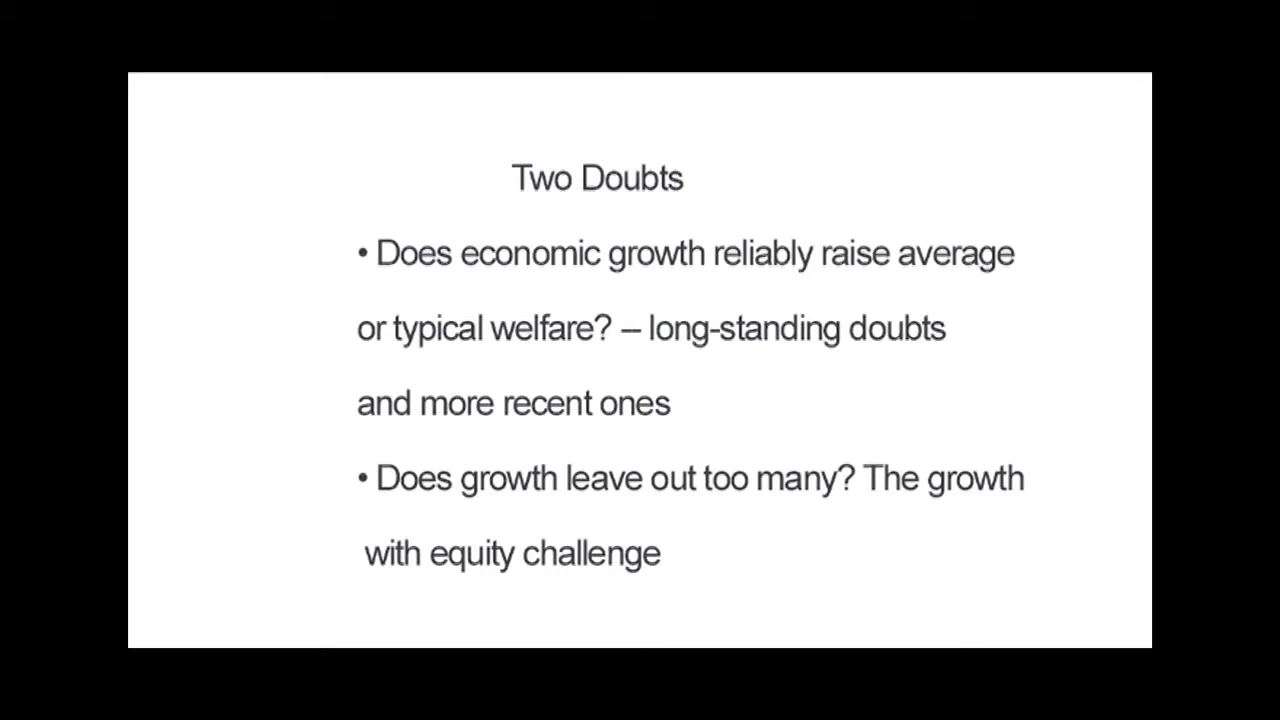 Two Doubts
• Does economic growth reliably raise average
or typical welfare? – long-standing doubts
and more recent ones
• Does growth leave out too many? The growth
with equity challenge